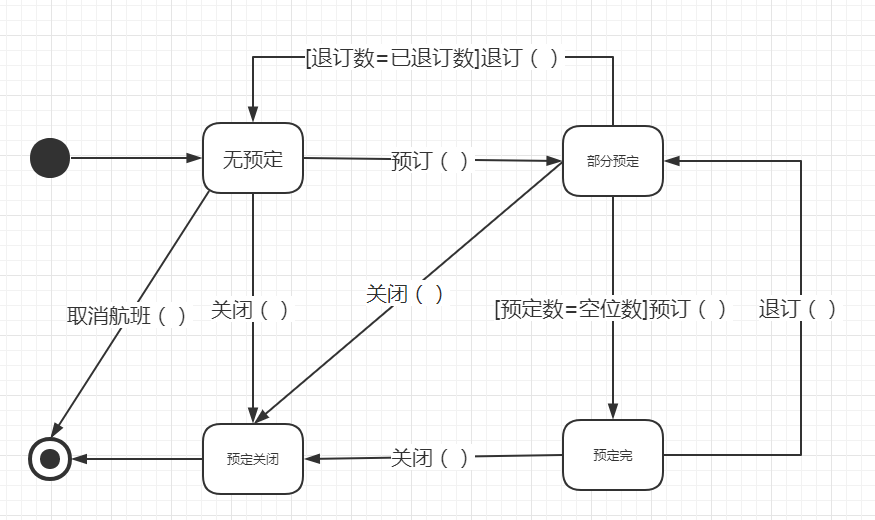 [退订数=已退订数]退订（ ）
无预定
预订（ ）
部分预定
关闭（ ）
取消航班（ ）
关闭（ ）
[预定数=空位数]预订（ ）
退订（ ）
预定关闭
关闭（ ）
预定完